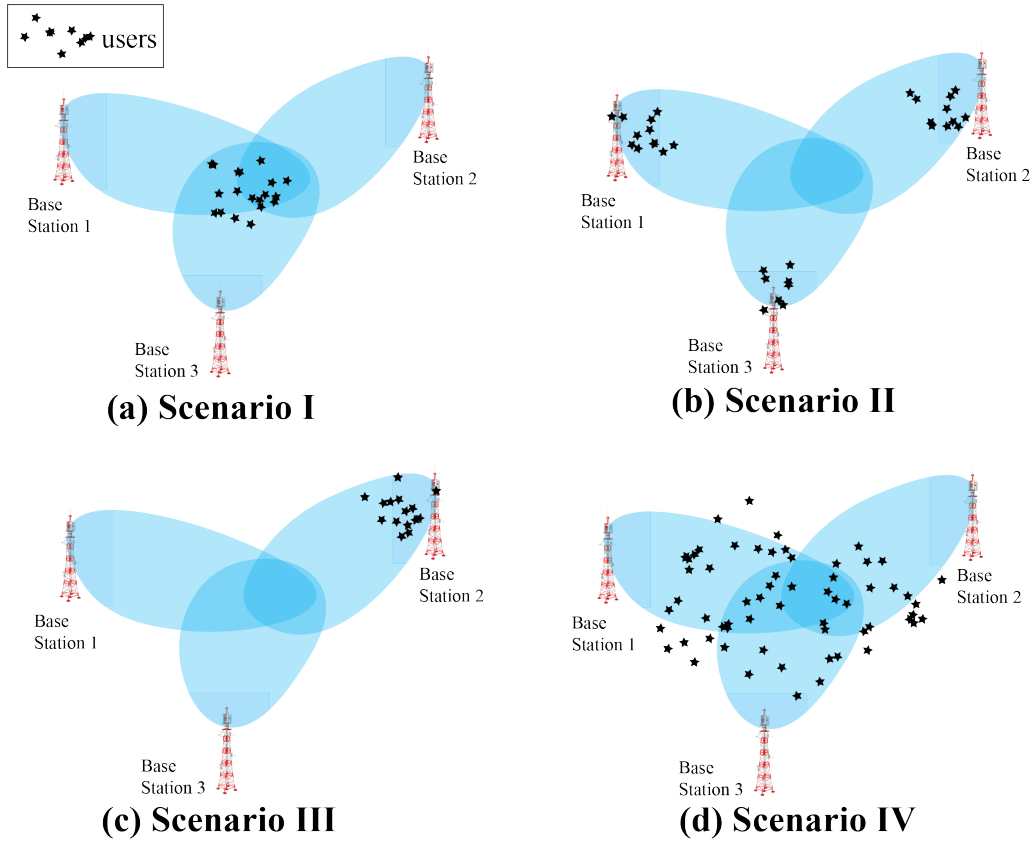 users
Base
Station 1
Base
Station 2
Base
Station 3
(a) Scenario I
Base
Station 1
Base
Station 2
Base
Station 3
(b) Scenario II
Base
Station 1
Base
Station 2
Base
Station 3
(c) Scenario III
Base
Station 1
Base
Station 2
Base
Station 3
(d) Scenario IV